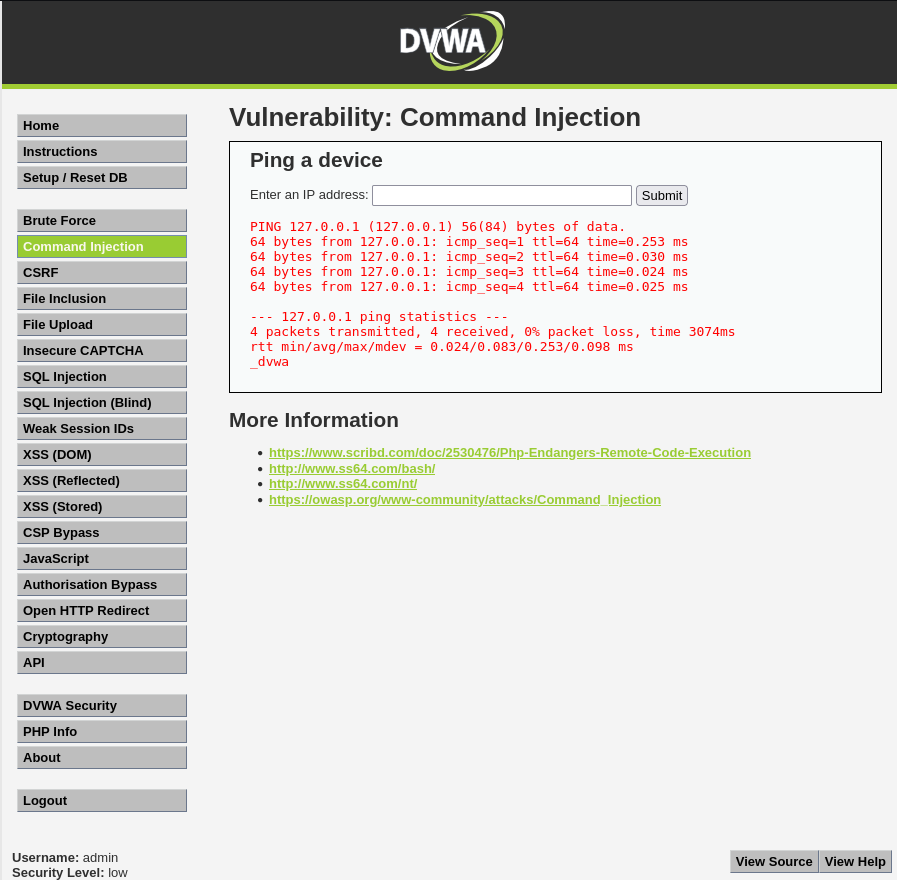 DVWA
Home
Instructions
Setup / Reset DB
Brute Force
Command Injection
CSRF
File Inclusion
File Upload
Insecure CAPTCHA
SQL Injection
SQL Injection (Blind)
Weak Session IDs
XSS (DOM)
XSS (Reflected)
XSS (Stored)
CSP Bypass
JavaScript
Authorisation Bypass
Open HTTP Redirect
Cryptography
API
DVWA Security
PHP Info
About
Logout
Vulnerability: Command Injection
Ping a device
Enter an IP address: Submit
PING 127.0.0.1 (127.0.0.1) 56(84) bytes of data.
64 bytes from 127.0.0.1: icmp_seq=1 ttl=64 time=0.253 ms
64 bytes from 127.0.0.1: icmp_seq=2 ttl=64 time=0.030 ms
64 bytes from 127.0.0.1: icmp_seq=3 ttl=64 time=0.024 ms
64 bytes from 127.0.0.1: icmp_seq=4 ttl=64 time=0.025 ms
--- 127.0.0.1 ping statistics ---
4 packets transmitted, 4 received, 0% packet loss, time 3074ms
rtt min/avg/max/mdev = 0.024/0.083/0.253/0.098 ms
_dvwa
More Information
https://www.scribd.com/doc/2530476/Php-Endangers-Remote-Code-Execution
http://www.ss64.com/bash/
http://www.ss64.com/nt/
https://owasp.org/www-community/attacks/Command_Injection
Username: admin
Security Level: low
View Source View Help